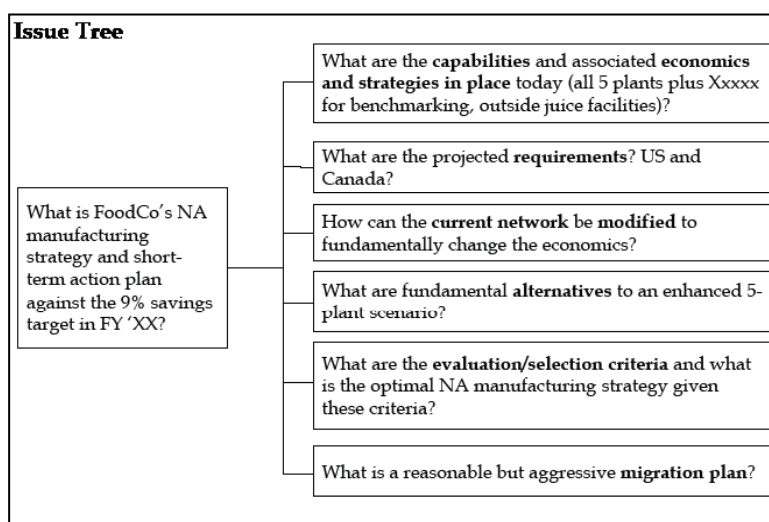 Issue Tree
What are the capabilities and associated economics
and strategies in place today (all 5 plants plus Xxxxx
for benchmarking, outside juice facilities)?
What are the projected requirements? US and
Canada?
What is FoodCo's NA
manufacturing
strategy and short-
term action plan
against the 9% savings
target in FY 'XX?
How can the current network be modified to
fundamentally change the economics?
What are fundamental alternatives to an enhanced 5-
plant scenario?
What are the evaluation/selection criteria and what
is the optimal NA manufacturing strategy given
these criteria?
What is a reasonable but aggressive migration plan?